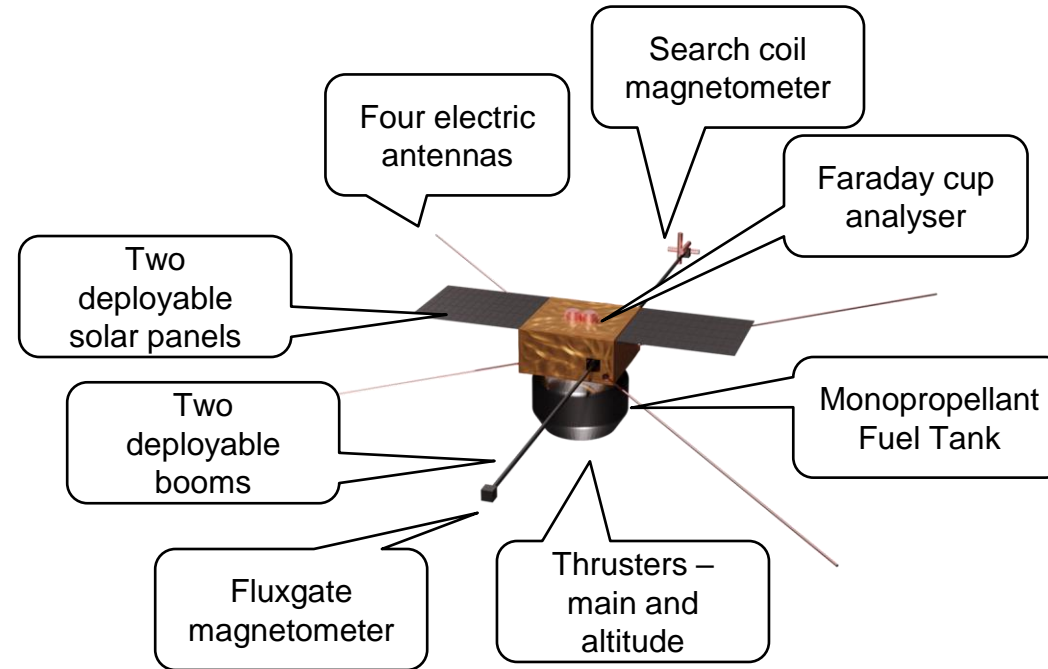 Search coil
magnetometer
Four electric
antennas
Faraday cup
analyser
Two
deployable
solar panels
Two
deployable
booms
Monopropellant
Fuel Tank
Fluxgate
magnetometer
Thrusters –
main and
altitude